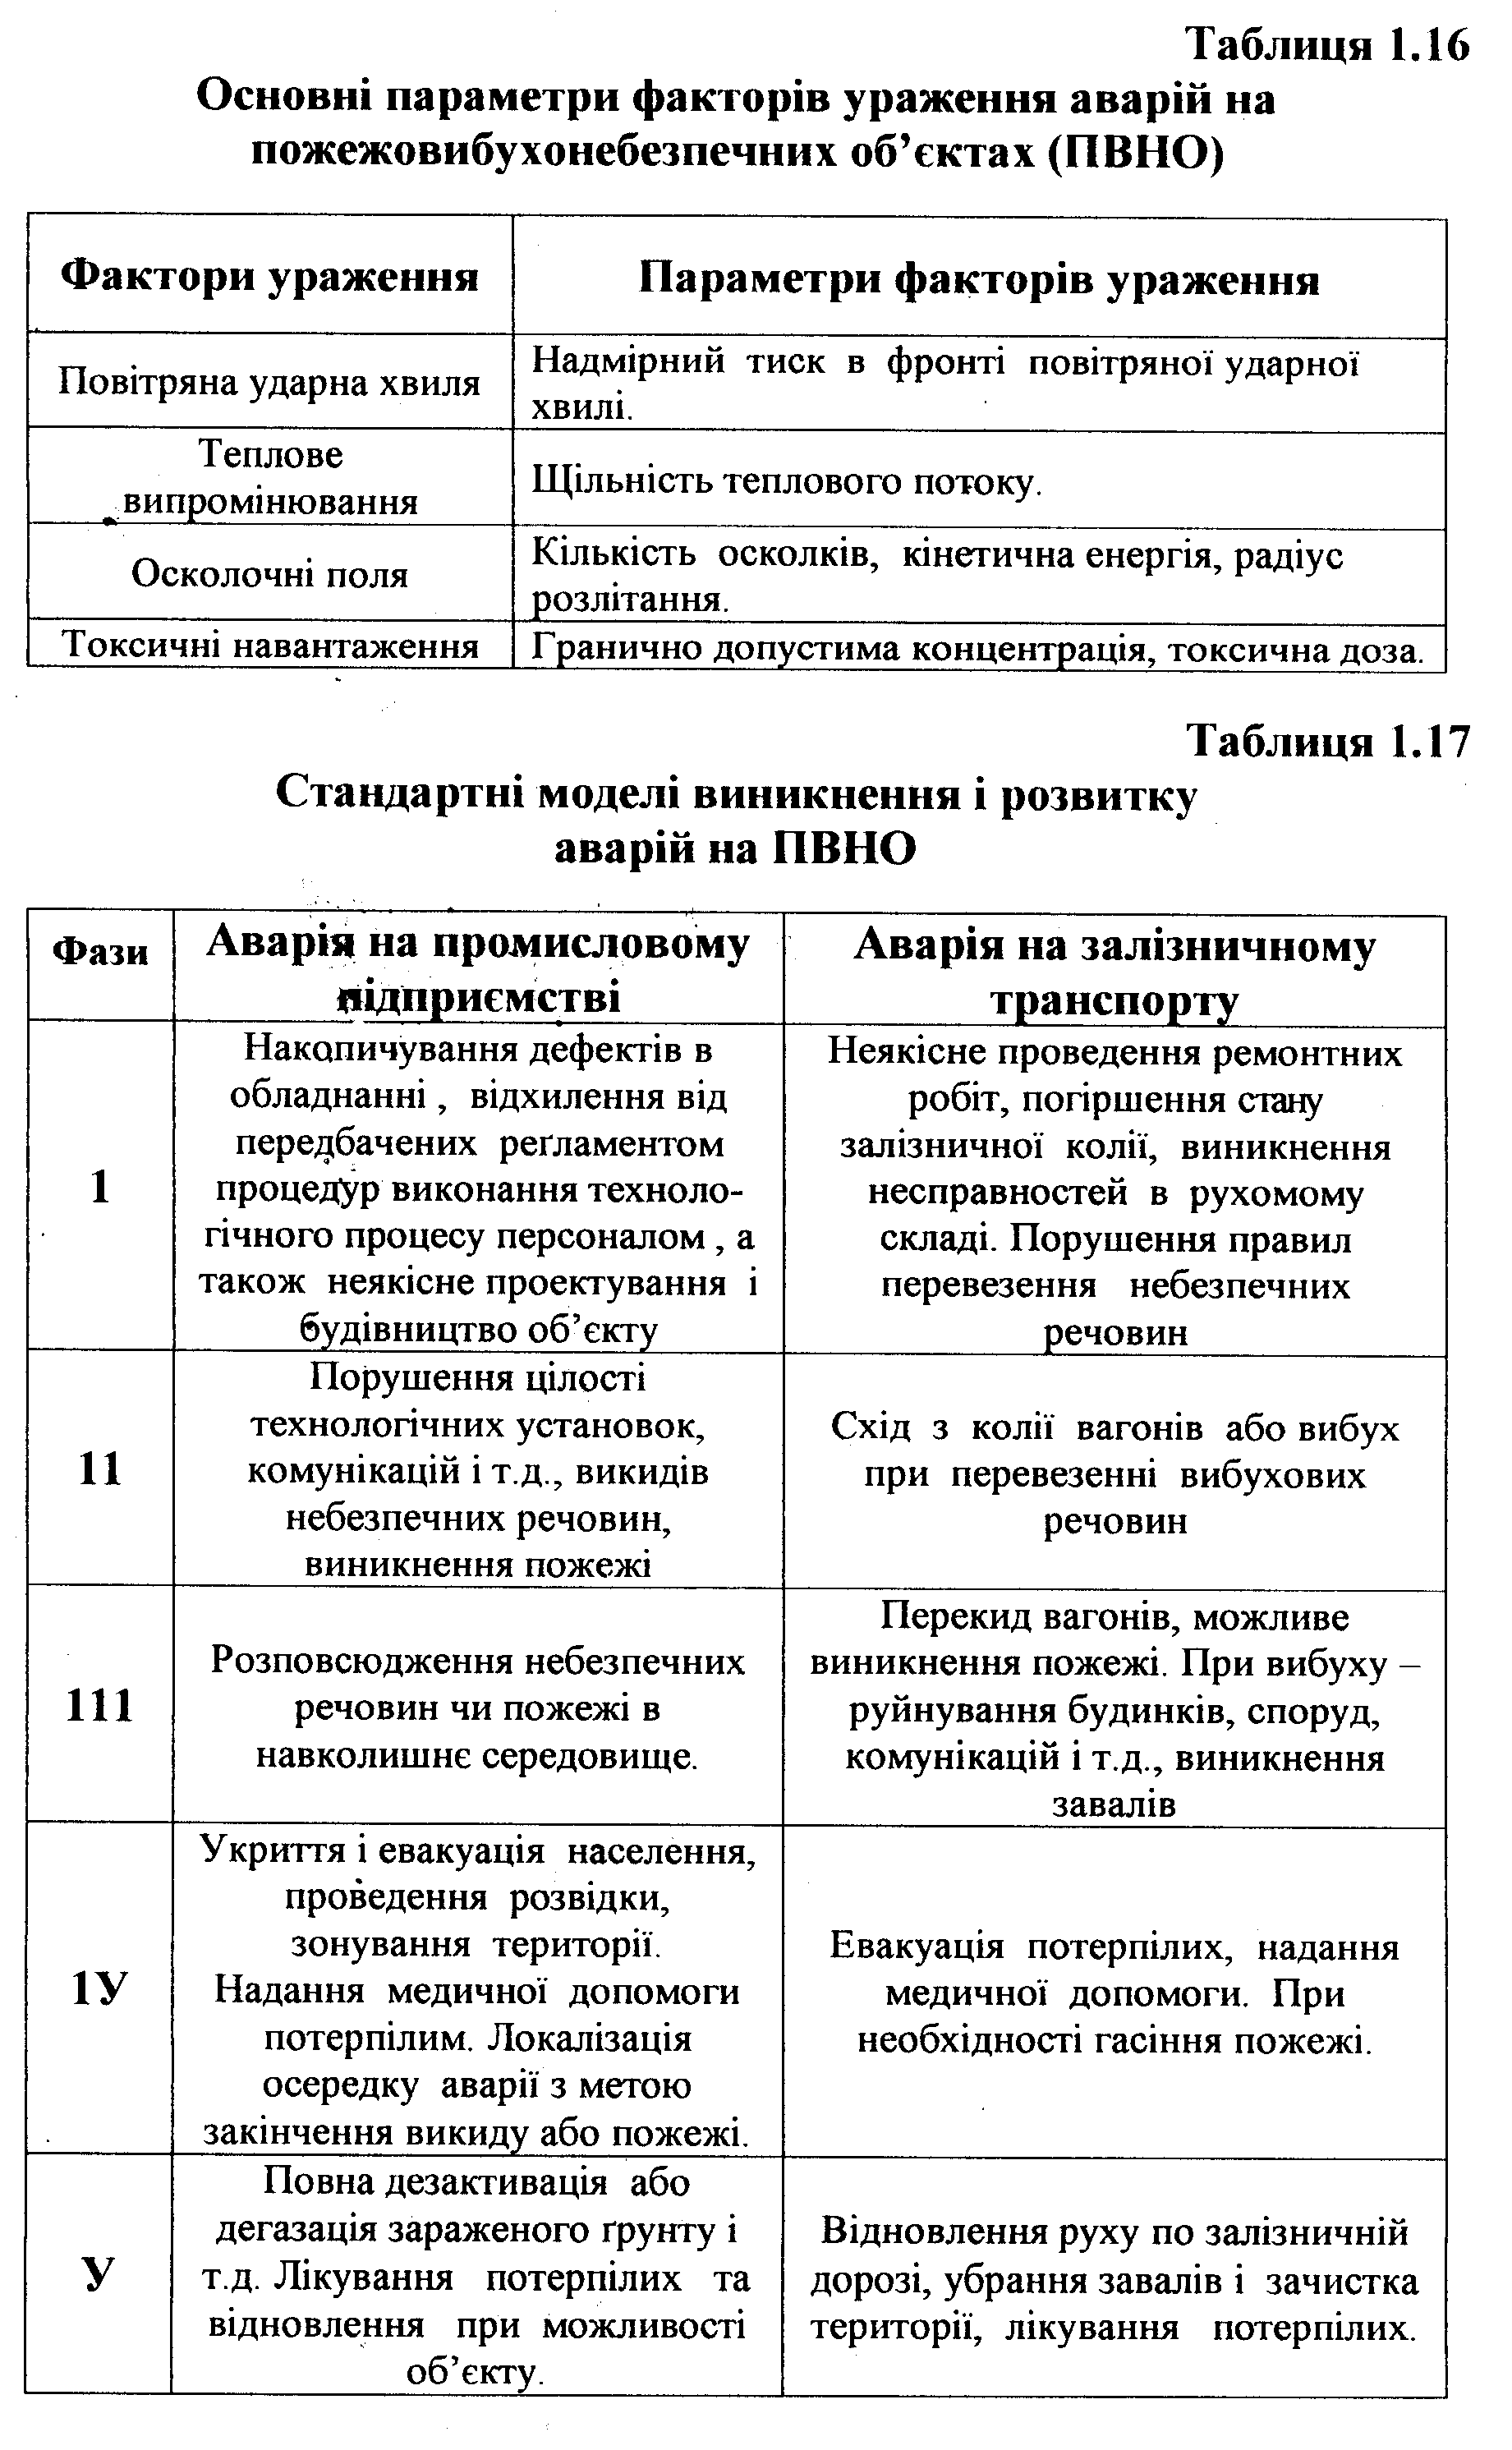 Таблиця 1.16
Основні параметри факторів ураження аварій на
пожежовибухонебезпечних об’єктах (ПВНО)
Фактори ураження
Параметри факторів ураження
Повітряна ударна хвиля
Надмірний тиск в фронті повітряної ударної
хвилі.
Теплове
випромінювання
Щільність теплового потоку.
Осколочні поля
Кількість осколків, кінетична енергія, радіус
розлітання.
Токсичні навантаження
Гранично допустима концентрація, токсична доза.
Таблиця 1.17
Стандартні моделі виникнення і розвитку
аварій на ПВНО
Фази
Аварія на промисловому
підприємстві
Аварія на залізничному
транспорту
1
Накопичування дефектів в
обладнанні , відхилення від
передбачених регламентом
процедур виконання техноло-
гічного процесу персоналом , а
також неякісне проектування і
будівництво об’єкту
Неякісне проведення ремонтних
робіт, погіршення стану
залізничної колії, виникнення
несправностей в рухомому
складі. Порушення правил
перевезення небезпечних
речовин
11
Порушення цілості
технологічних установок,
комунікацій і т.д., викидів
небезпечних речовин,
виникнення пожежі
Схід з колії вагонів або вибух
при перевезенні вибухових
речовин
111
Розповсюдження небезпечних
речовин чи пожежі в
навколишнє середовище.
Перекид вагонів, можливе
виникнення пожежі. При вибуху –
руйнування будинків, споруд,
комунікацій і т.д., виникнення
завалів
1У
Укриття і евакуація населення,
проведення розвідки,
зонування території.
Надання медичної допомоги
потерпілим. Локалізація
осередку аварії з метою
закінчення викиду або пожежі.
Евакуація потерпілих, надання
медичної допомоги. При
необхідності гасіння пожежі.
У
Повна дезактивація або
дегазація зараженого ґрунту і
т.д. Лікування потерпілих та
відновлення при можливості
об’єкту.
Відновлення руху по залізничній
дорозі, убрання завалів і зачистка
території, лікування потерпілих.